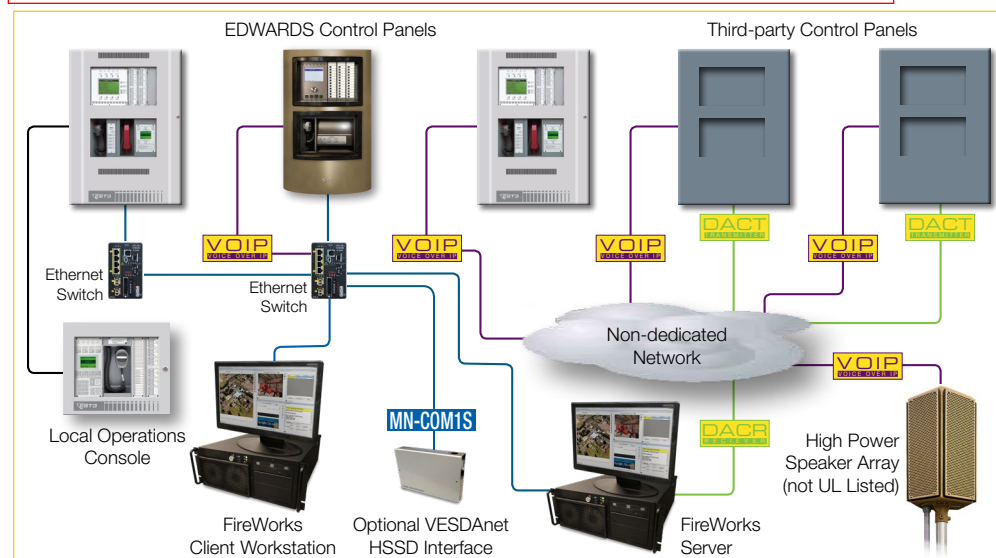 EDWARDS Control Panels
Third-party Control Panels
VOIP
VOICE OVER IP
VOIP
VOICE OVER IP
VOIP
VOICE OVER IP
DACT
TRANSMITTER
VOIP
VOICE OVER IP
DACT
TRANSMITTER
Ethernet
Switch
Ethernet
Switch
Non-dedicated
Network
VOIP
VOICE OVER IP
MN-COM1S
DACR
RECIEVER
Local Operations
Console
High Power
Speaker Array
(not UL Listed)
FireWorks
Client Workstation
Optional VESDAnet
HSSD Interface
FireWorks
Server